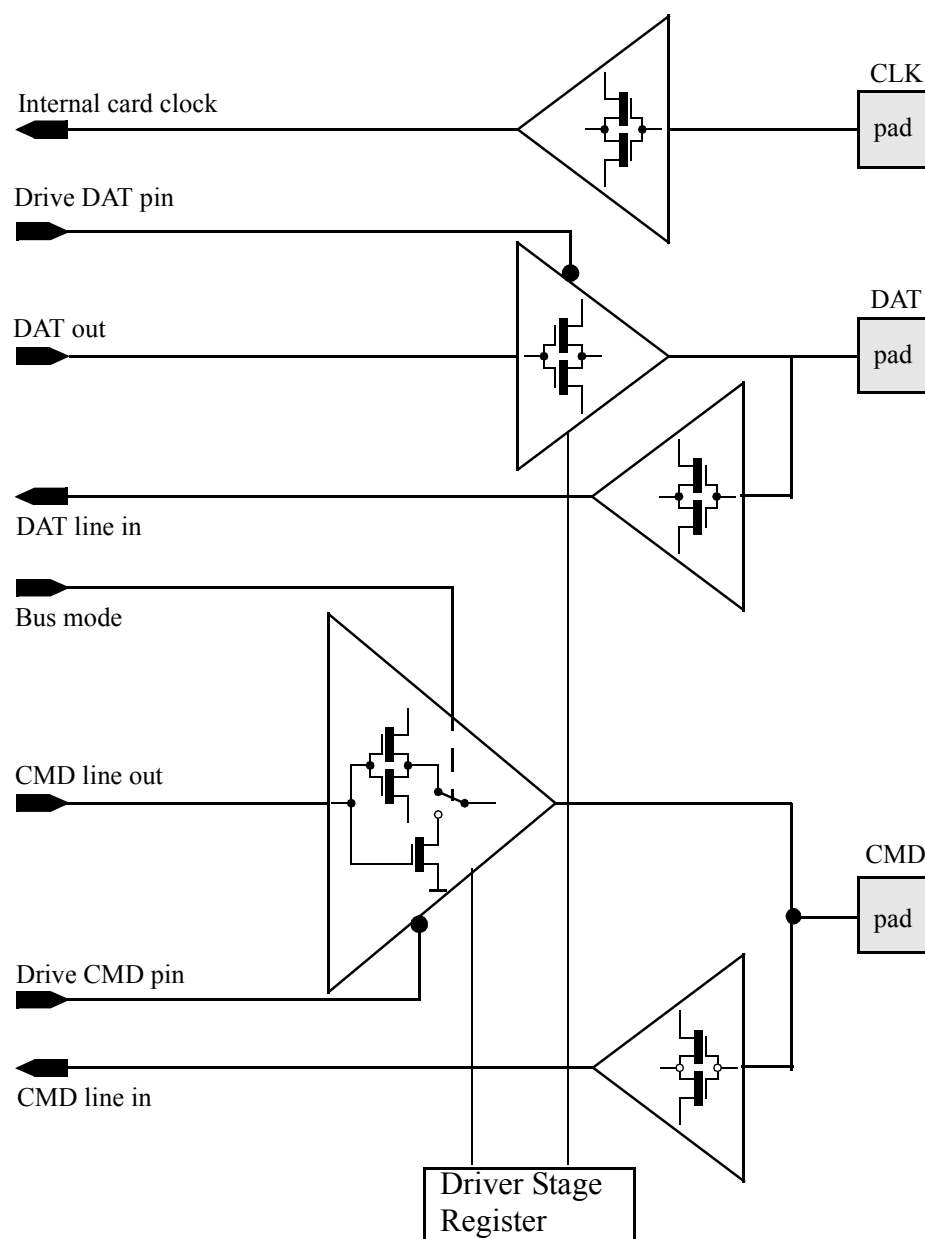 CLK
Internal card clock
pad
Drive DAT pin
DAT
DAT out
pad
DAT line in
Bus mode
CMD line out
CMD
pad
Drive CMD pin
CMD line in
Driver Stage
Register